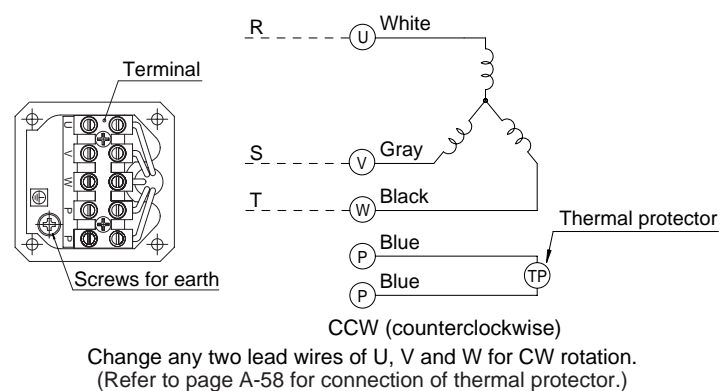 Terminal
U
V
W
P
P
Screws for earth
R
U
White
S
V
Gray
T
W
Black
P
Blue
P
Blue
Thermal protector
TP
CCW (counterclockwise)
Change any two lead wires of U, V and W for CW rotation.
(Refer to page A-58 for connection of thermal protector.)